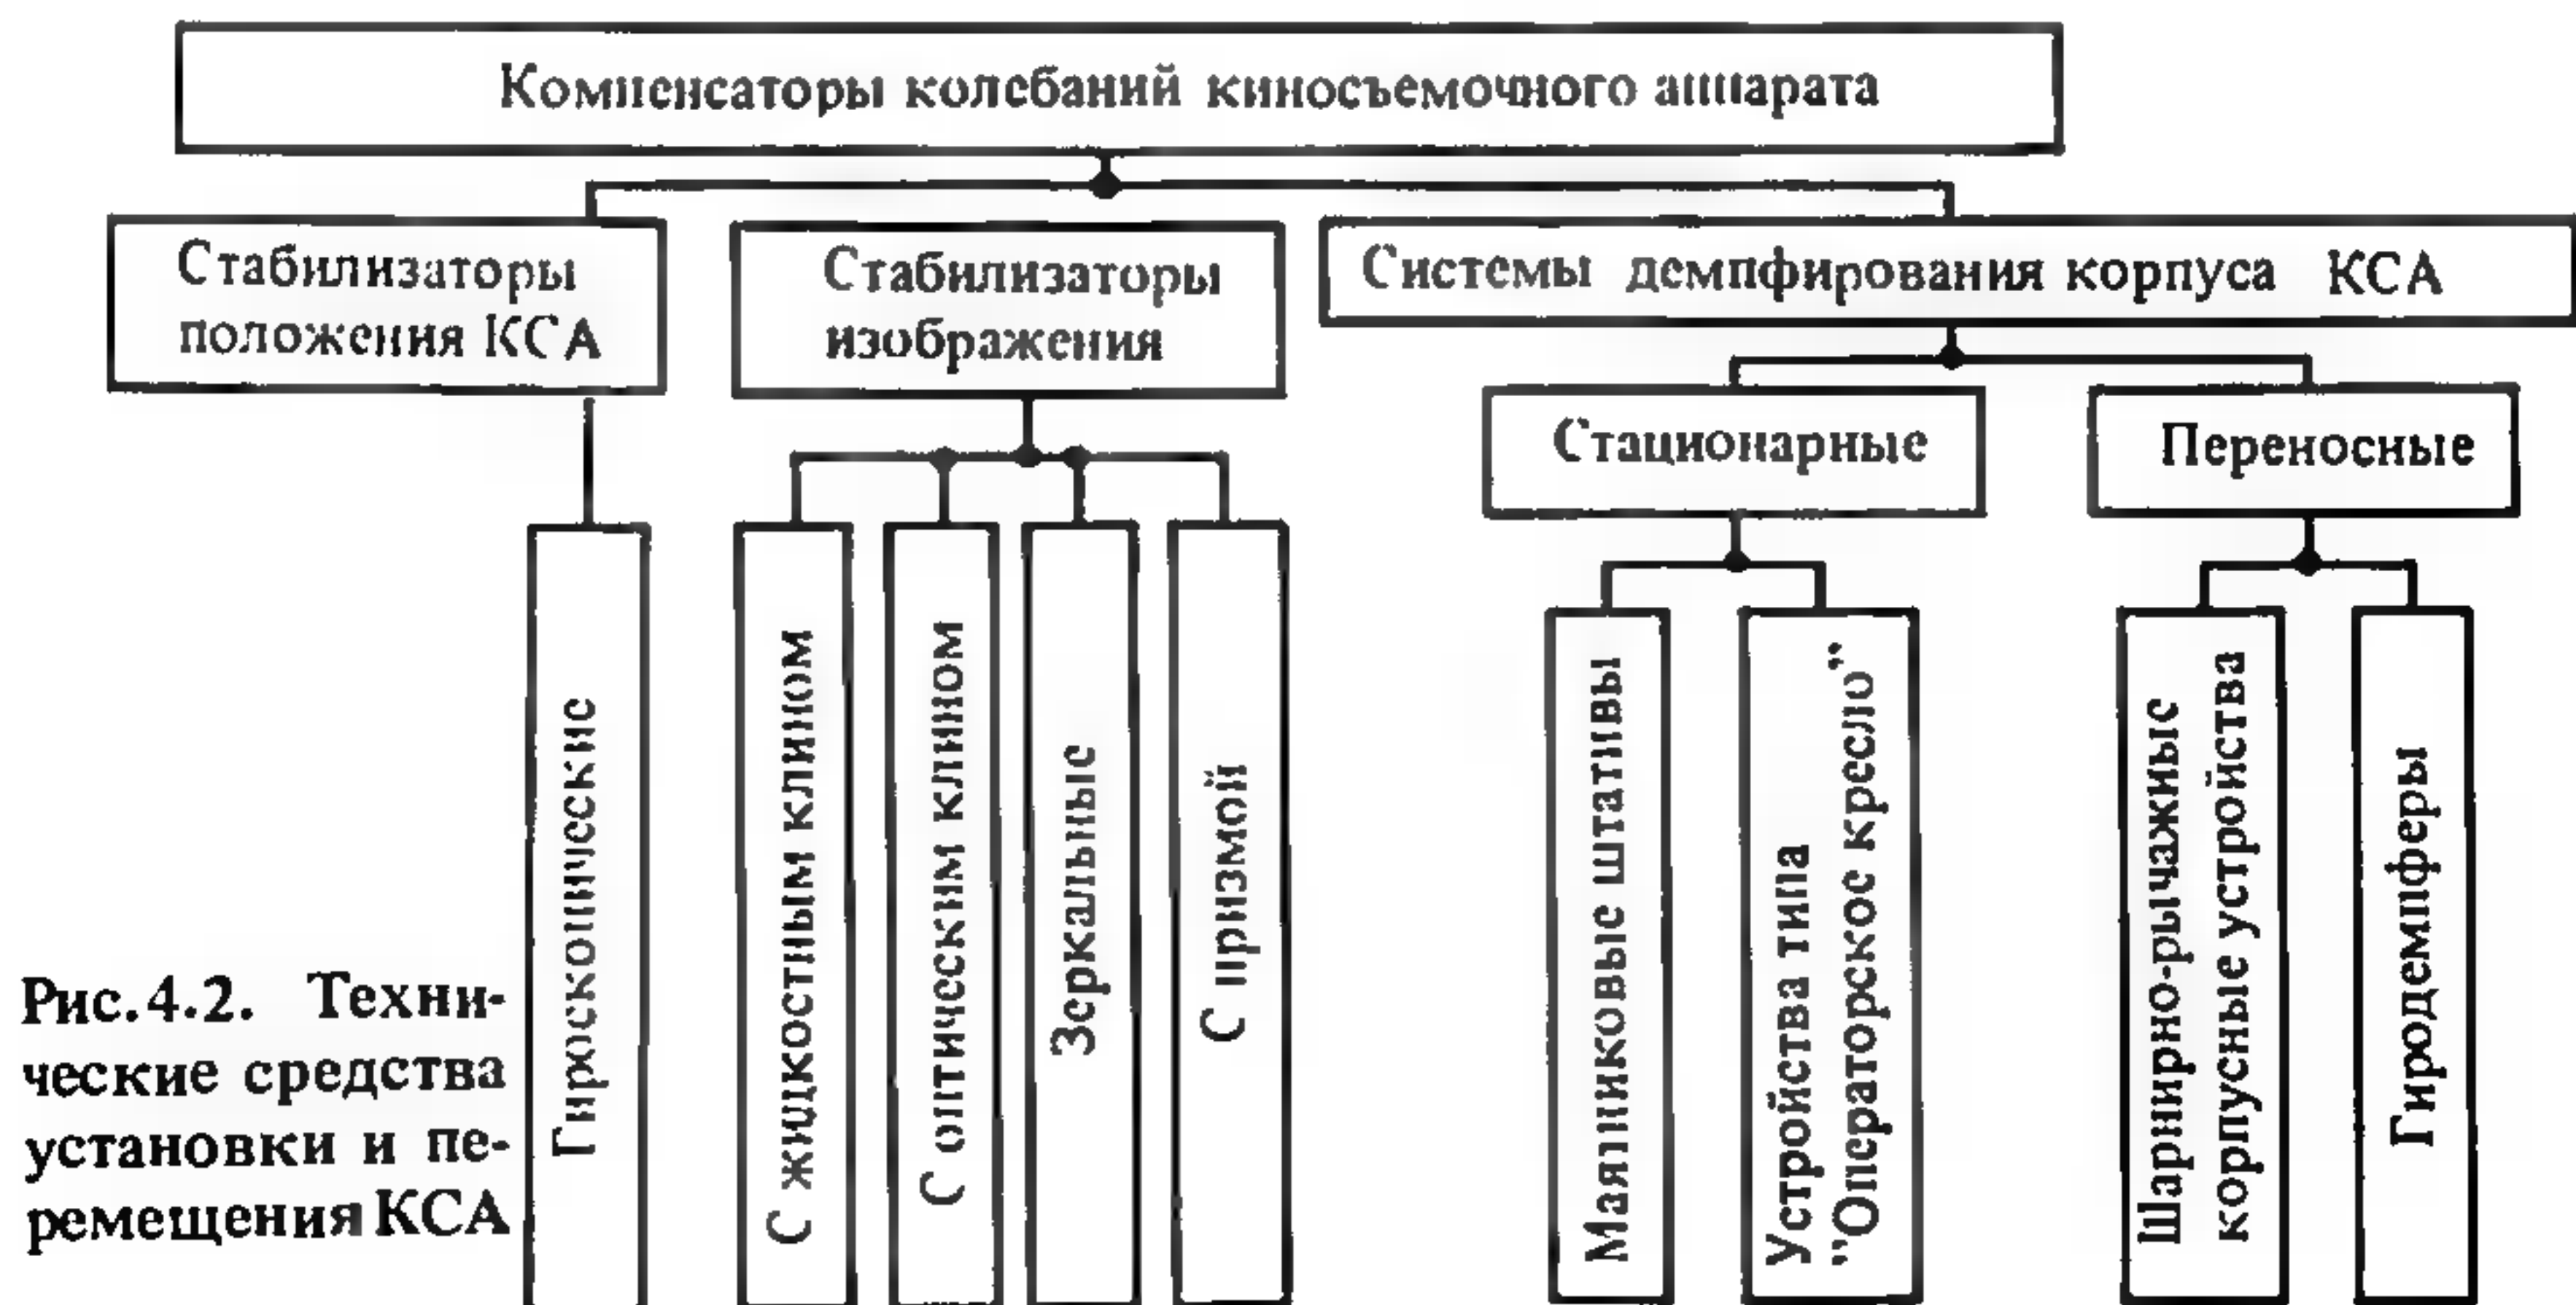 Компенсаторы колебаний киносъемочного аппарата
Стабилизаторы
положения КСА
Стабилизаторы
изображения
Системы демпфирования корпуса КСА
Стационарные
Переносные
Гироскопические
С жидкостным клином
С оптическим клином
Зеркальные
С призмой
Маятниковые штативы
Устройства типа
"Операторское кресло"
Шарнирно-рычажные
корпусные устройства
Гиродемпферы
Рис.4.2. Техни-
ческие средства
установки и пе-
ремещения КСА